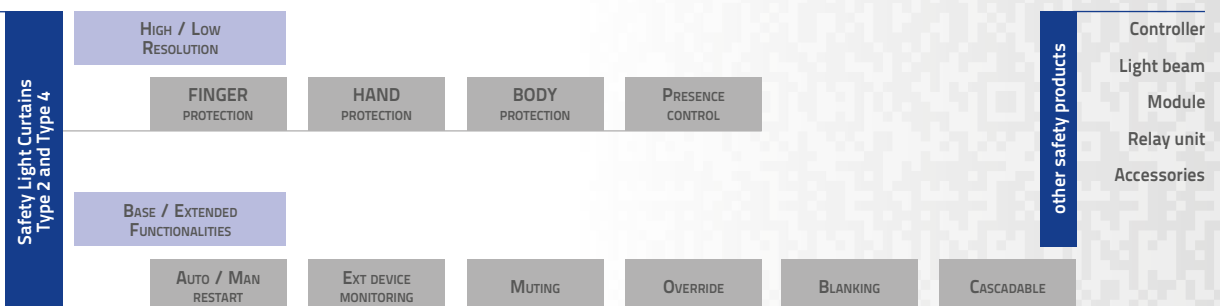 Safety Light Curtains
Type 2 and Type 4
High / Low
Resolution
FINGER
PROTECTION
HAND
PROTECTION
BODY
PROTECTION
Presence
control
Base / Extended
Functionalities
Auto / Man
restart
Ext device
monitoring
Muting
Override
Blanking
Cascadable
other safety products
Controller
Light beam
Module
Relay unit
Accessories